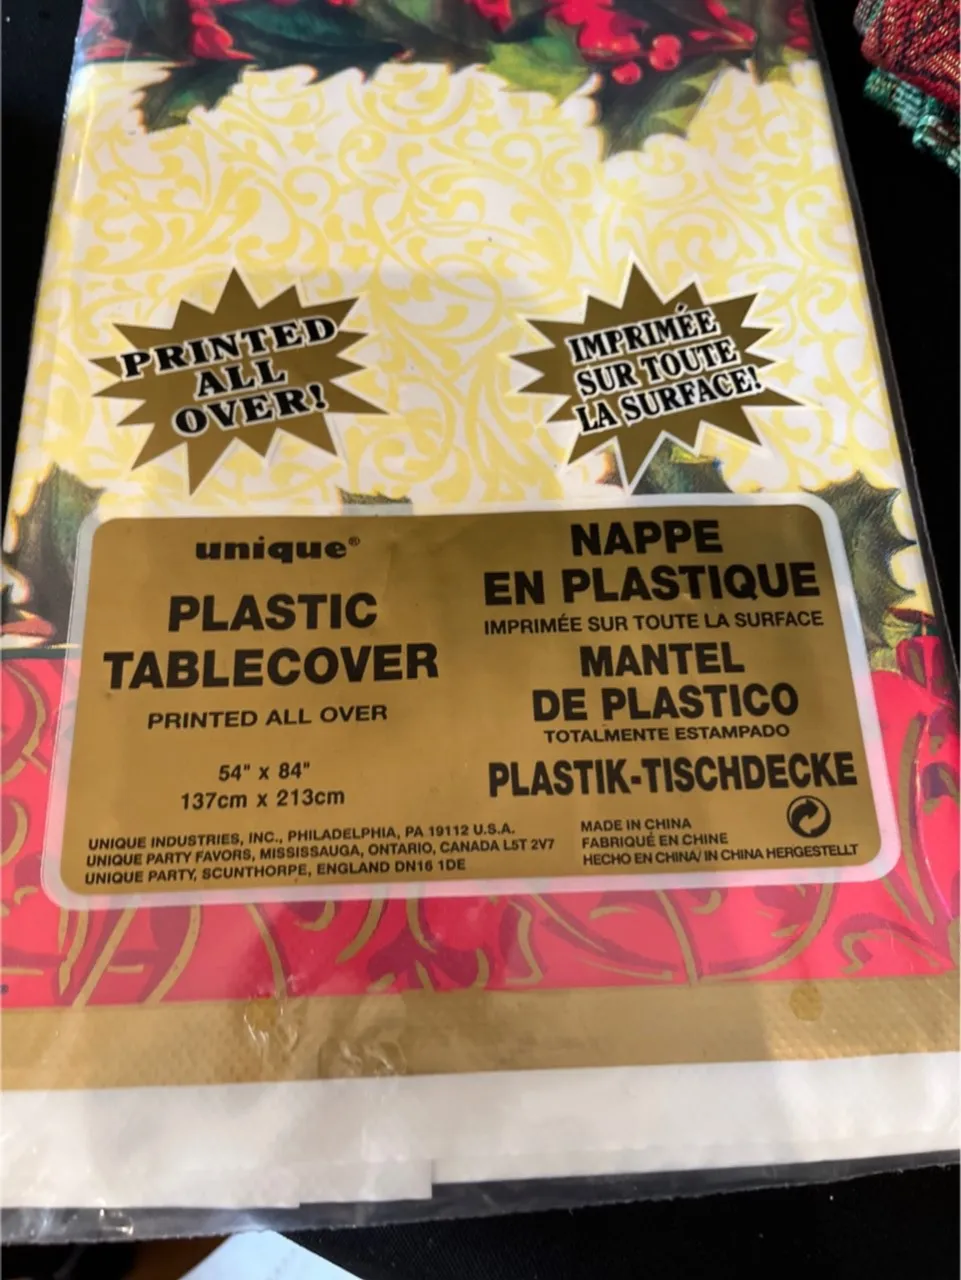 PRINTED
ALL
OVER!
IMPRIMÉE
SUR TOUTE
LA SURFACE!
unique®
PLASTIC
TABLECOVER
PRINTED ALL OVER
54" x 84"
137cm x 213cm
UNIQUE INDUSTRIES, INC., PHILADELPHIA, PA 19112 U.S.A.
UNIQUE PARTY FAVORS, MISSISSAUGA, ONTARIO, CANADA L5T 2V7
UNIQUE PARTY, SCUNTHORPE, ENGLAND DN16 1DE
NAPPE
EN PLASTIQUE
IMPRIMÉE SUR TOUTE LA SURFACE
MANTEL
DE PLASTICO
TOTALMENTE ESTAMPADO
PLASTIK-TISCHDECKE
MADE IN CHINA
FABRIQUÉ EN CHINE
HECHO EN CHINA/ IN CHINA HERGESTELLT